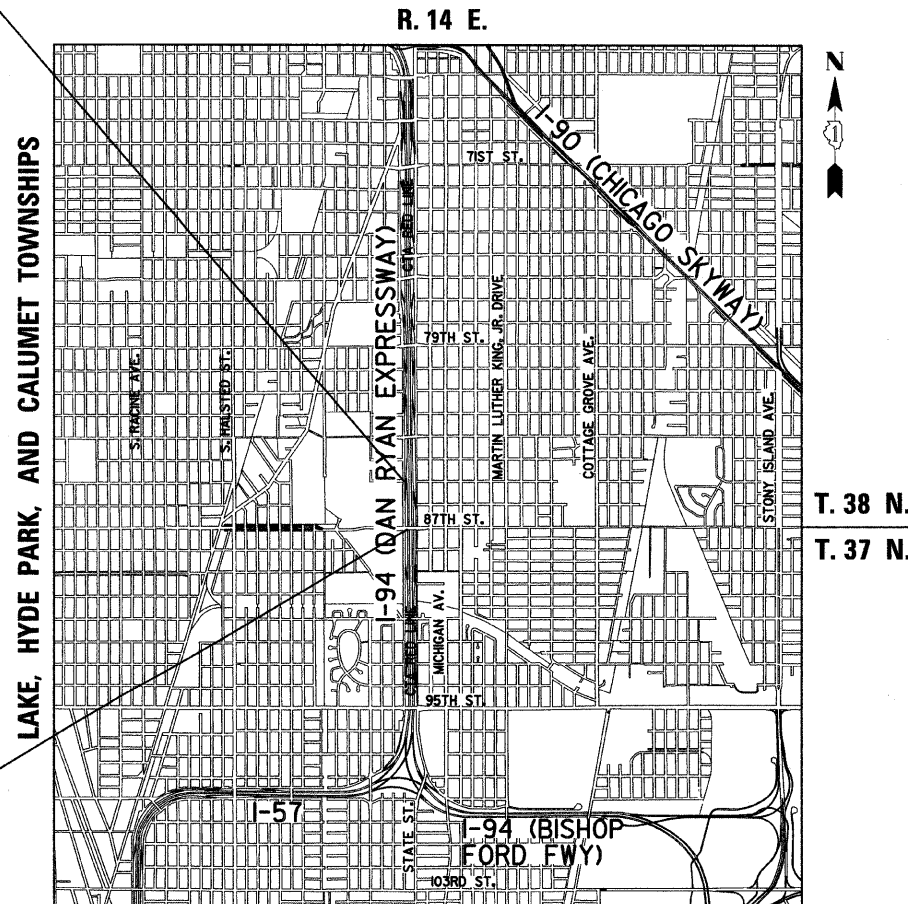 R. 14 E.
N
LAKE, HYDE PARK, AND CALUMET TOWNSHIPS
I-90 (CHICAGO SKYWAY)
71ST ST.
CTA RED LINE
I-94 (DAN RYAN EXPRESSWAY)
79TH ST.
MARTIN LUTHER KING, JR. DRIVE
COTTAGE GROVE AVE.
S. RACINE AVE.
S. HALSTED ST.
STONY ISLAND AVE.
T. 38 N.
87TH ST.
T. 37 N.
MICHIGAN AV.
CTA RED LINE
95TH ST.
I-57
STATE ST.
I-94 (BISHOP
FORD FWY)
103RD ST.